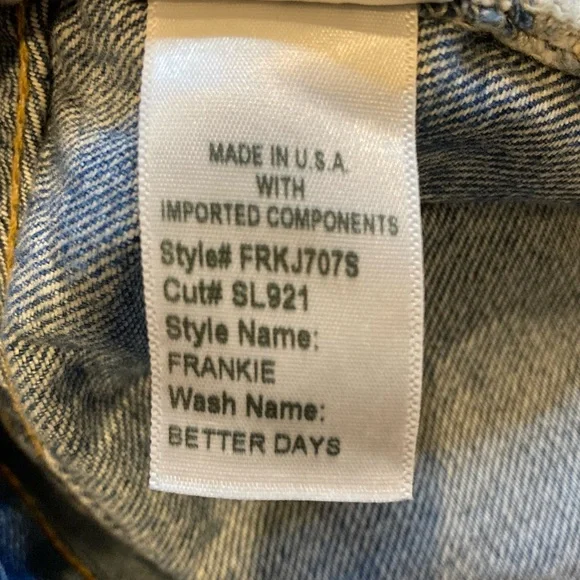 MADE IN U.S.A.
WITH
IMPORTED COMPONENTS
Style# FRKJ707S
Cut# SL921
Style Name:
FRANKIE
Wash Name:
BETTER DAYS